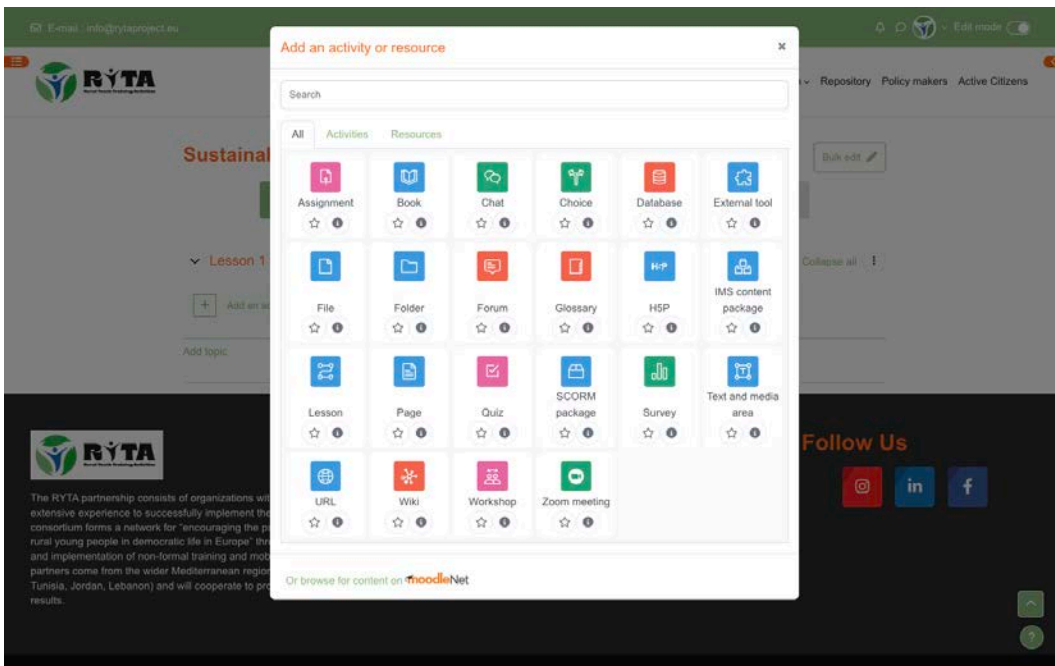 E-mail : info@rytaproject.eu
Edit mode
RYTA
Repository Policy makers Active Citizens
Add an activity or resource
×
Search
All Activities Resources
Sustainal
Bulk edit
Assignment Book Chat Choice Database External tool
Lesson 1
Collapse all
H5P
File Folder Forum Glossary H5P IMS content
package
Add an ac
Add topic
Lesson Page Quiz SCORM
package Survey Text and media
area
URL Wiki Workshop Zoom meeting
Or browse for content on moodleNet
RYTA
The RYTA partnership consists of organizations wit
extensive experience to successfully implement the
consortium forms a network for "encouraging the p
rural young people in democratic life in Europe" thr
and implementation of non-formal training and mob
partners come from the wider Mediterranean region
Tunisia, Jordan, Lebanon) and will cooperate to pro
results.
Follow Us
in f
?